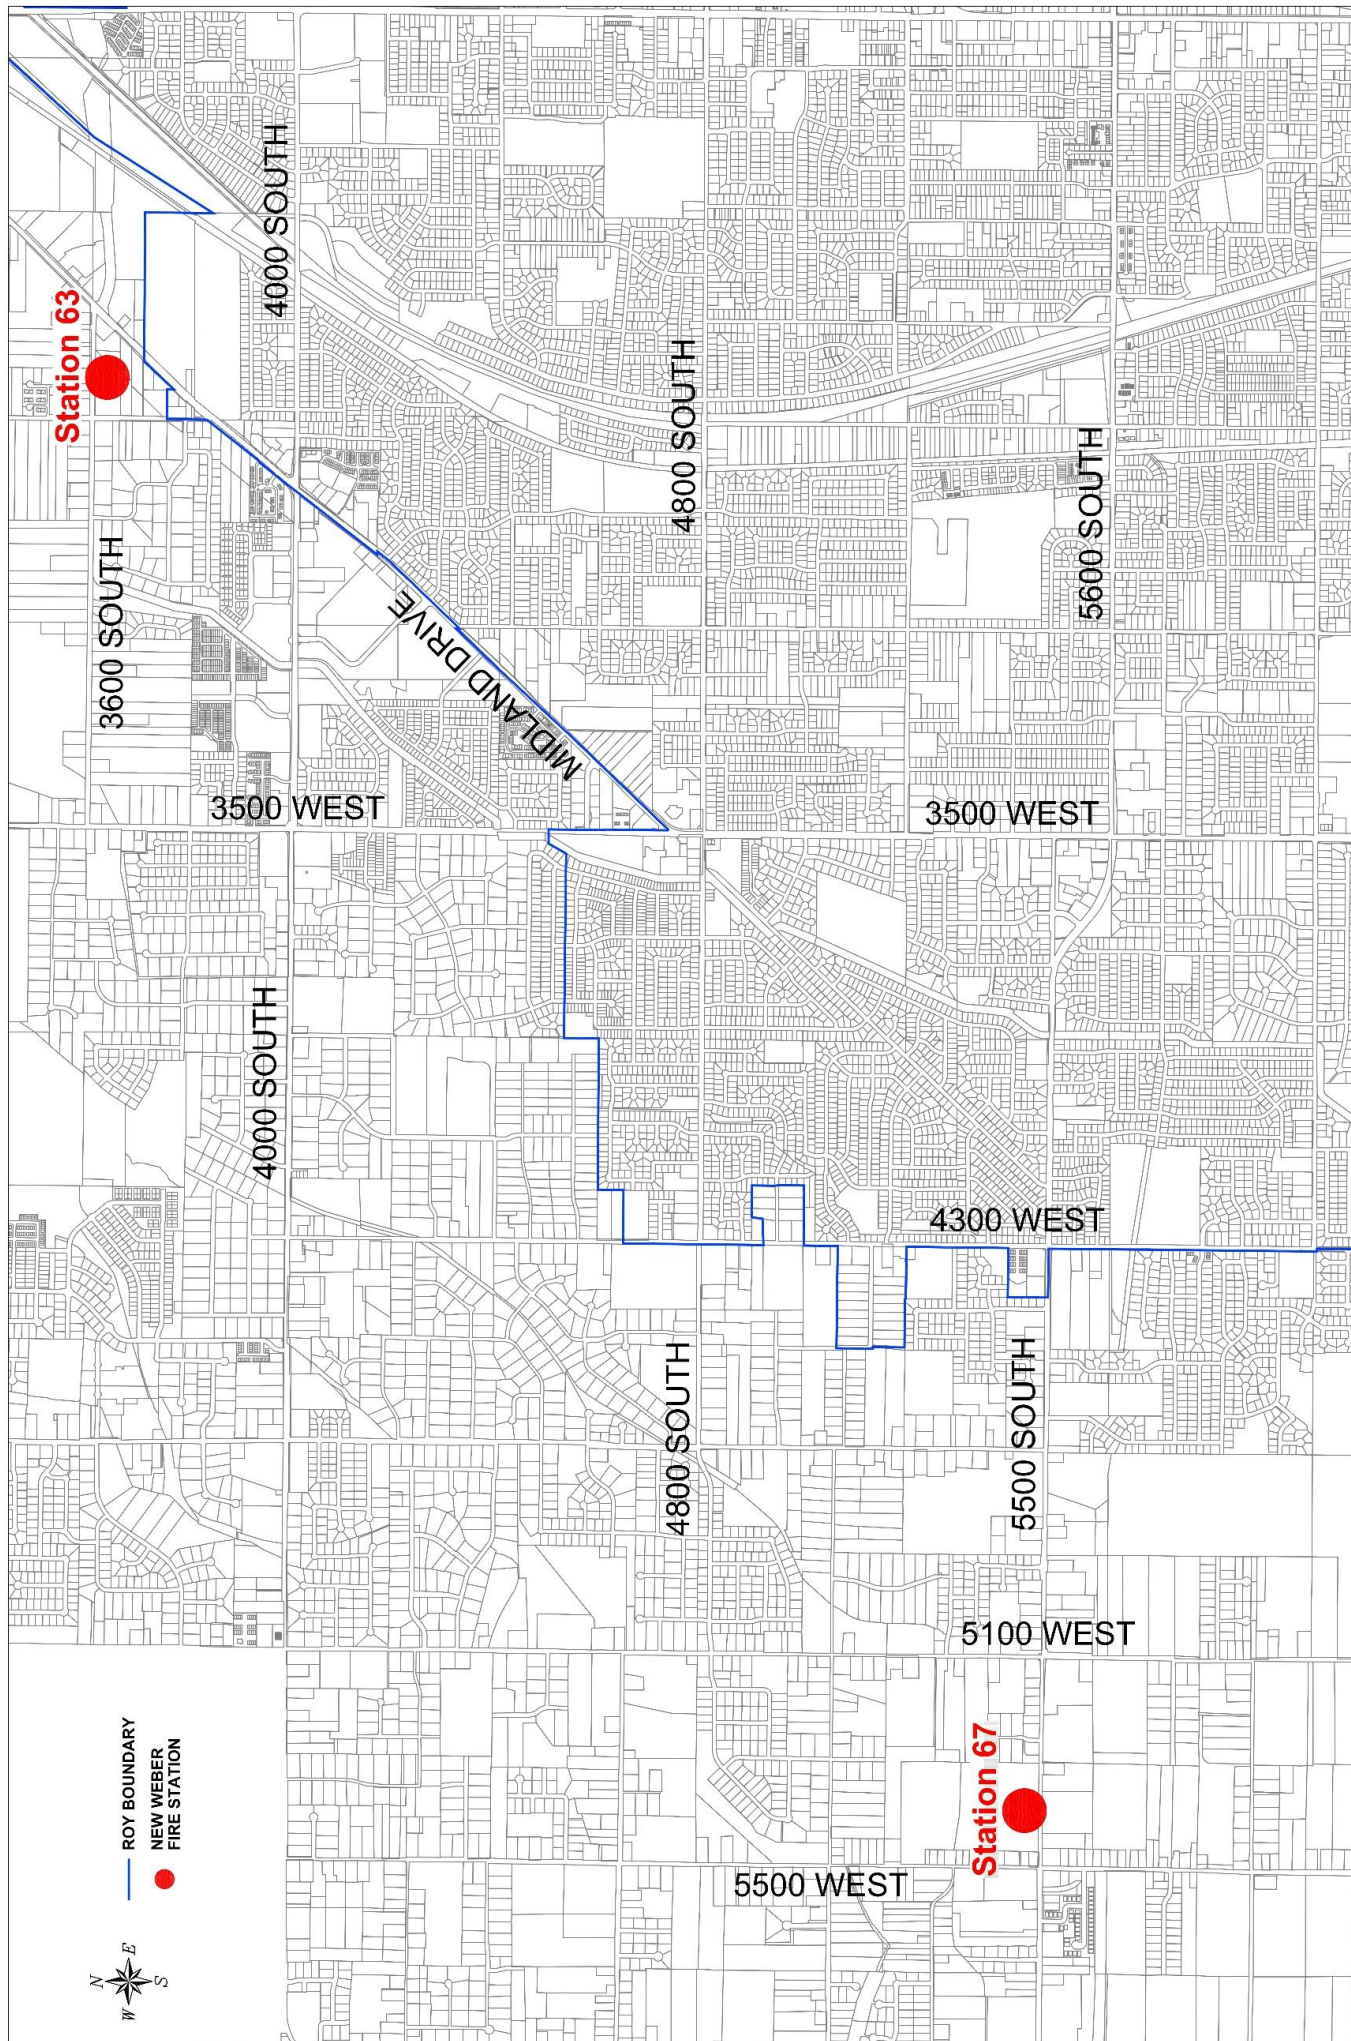 4000 SOUTH
Station 63
4800 SOUTH
5600 SOUTH
3600 SOUTH
MIDLAND DRIVE
3500 WEST
3500 WEST
4000 SOUTH
4300 WEST
4800 SOUTH
5500 SOUTH
5100 WEST
Station 67
5500 WEST
ROY BOUNDARY
NEW WEBER
FIRE STATION
N
W E
S